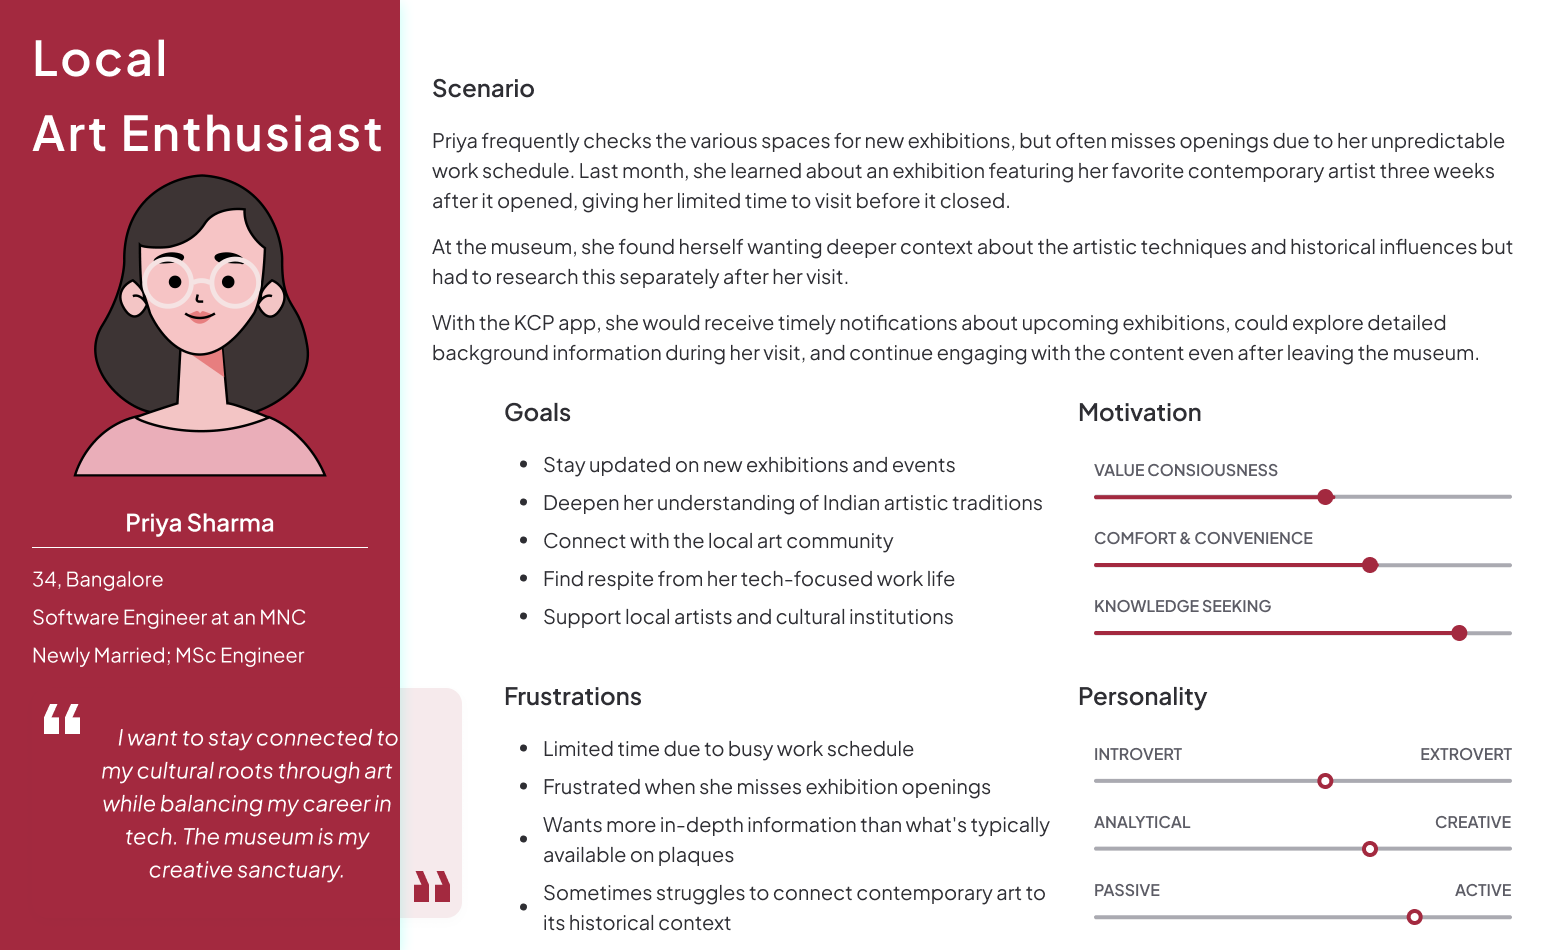 Local
Art Enthusiast
Priya Sharma
34, Bangalore
Software Engineer at an MNC
Newly Married; MSc Engineer
“
I want to stay connected to
my cultural roots through art
while balancing my career in
tech. The museum is my
creative sanctuary.
”
Scenario
Priya frequently checks the various spaces for new exhibitions, but often misses openings due to her unpredictable
work schedule. Last month, she learned about an exhibition featuring her favorite contemporary artist three weeks
after it opened, giving her limited time to visit before it closed.
At the museum, she found herself wanting deeper context about the artistic techniques and historical influences but
had to research this separately after her visit.
With the KCP app, she would receive timely notifications about upcoming exhibitions, could explore detailed
background information during her visit, and continue engaging with the content even after leaving the museum.
Goals
• Stay updated on new exhibitions and events
• Deepen her understanding of Indian artistic traditions
• Connect with the local art community
• Find respite from her tech-focused work life
• Support local artists and cultural institutions
Motivation
VALUE CONSIOUSNESS
COMFORT & CONVENIENCE
KNOWLEDGE SEEKING
Frustrations
• Limited time due to busy work schedule
• Frustrated when she misses exhibition openings
• Wants more in-depth information than what's typically
available on plaques
• Sometimes struggles to connect contemporary art to
its historical context
Personality
INTROVERT EXTROVERT
ANALYTICAL CREATIVE
PASSIVE ACTIVE